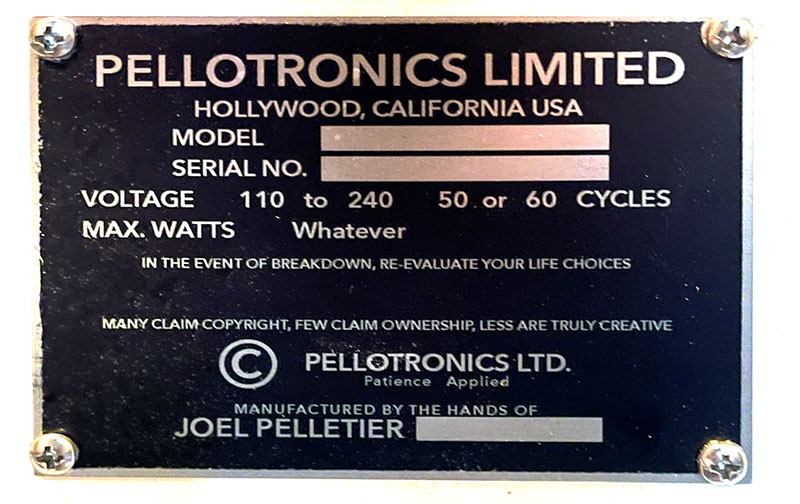 PELLOTRONICS LIMITED
HOLLYWOOD, CALIFORNIA USA
MODEL
SERIAL NO.
VOLTAGE 110 to 240 50 or 60 CYCLES
MAX. WATTS Whatever
IN THE EVENT OF BREAKDOWN, RE-EVALUATE YOUR LIFE CHOICES
MANY CLAIM COPYRIGHT, FEW CLAIM OWNERSHIP, LESS ARE TRULY CREATIVE
© PELLOTRONICS LTD.
Patience Applied
MANUFACTURED BY THE HANDS OF
JOEL PELLETIER